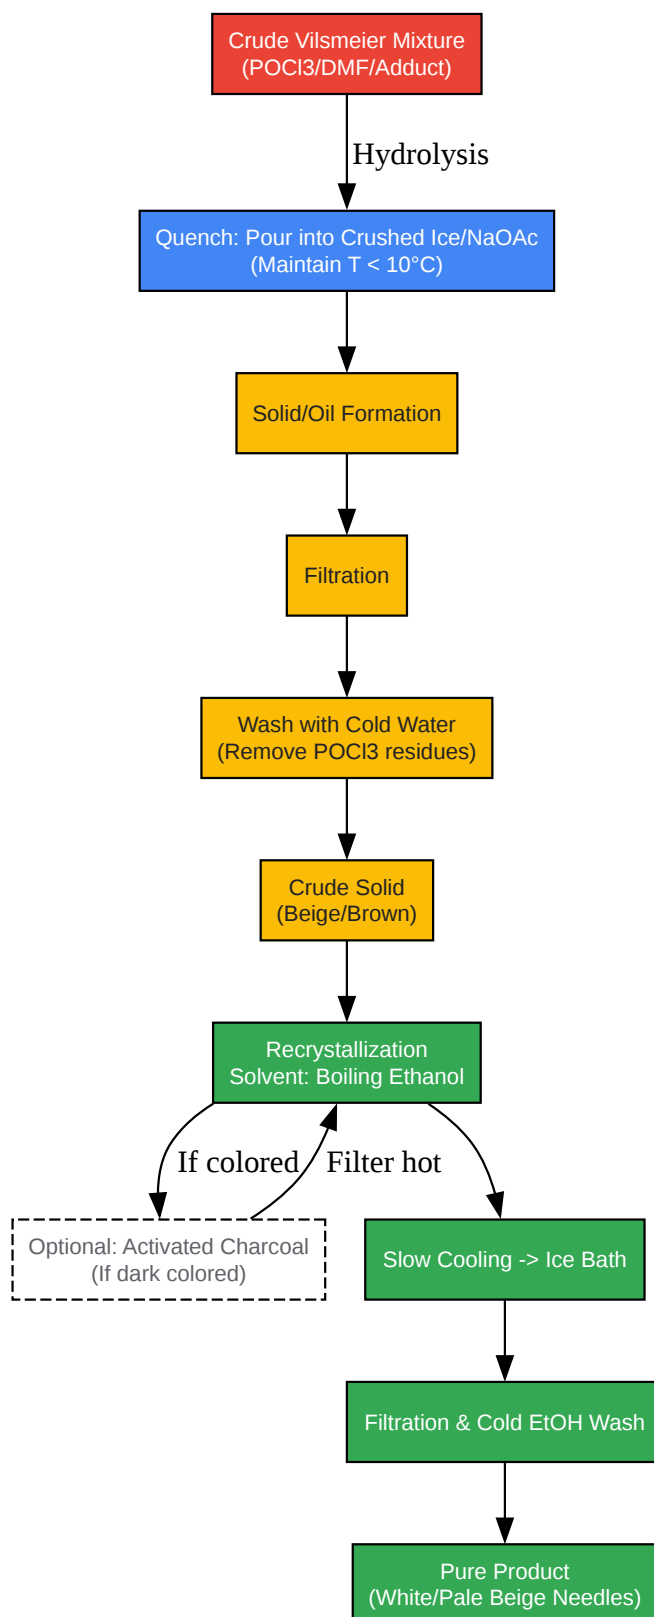 Crude Vilsmeier Mixture
(POCl3/DMF/Adduct)
Hydrolysis
Quench: Pour into Crushed Ice/NaOAc
(Maintain T < 10°C)
Solid/Oil Formation
Filtration
Wash with Cold Water
(Remove POCl3 residues)
Crude Solid
(Beige/Brown)
Recrystallization
Solvent: Boiling Ethanol
If colored
Filter hot
Optional: Activated Charcoal
(If dark colored)
Slow Cooling -> Ice Bath
Filtration & Cold EtOH Wash
Pure Product
(White/Pale Beige Needles)